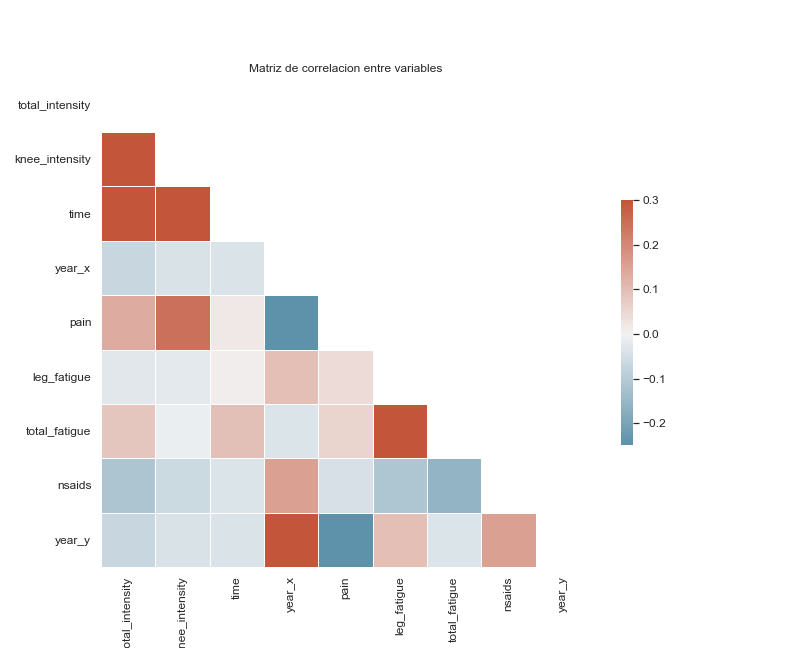 Matriz de correlacion entre variables
total_intensity
knee_intensity
time
year_x
pain
leg_fatigue
total_fatigue
nsaids
year_y
0.3
0.2
0.1
0.0
−0.1
−0.2
otal_intensity
nee_intensity
time
year_x
pain
leg_fatigue
total_fatigue
nsaids
year_y